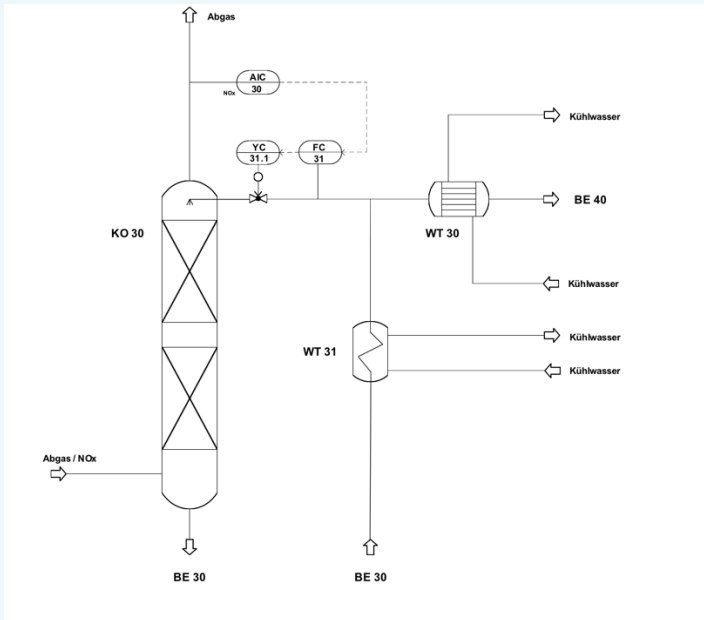 Abgas
AIC
30
NOx
YC
31.1
FC
31
Kühlwasser
BE 40
KO 30
WT 30
Kühlwasser
Kühlwasser
WT 31
Kühlwasser
Abgas / NOx
BE 30
BE 30